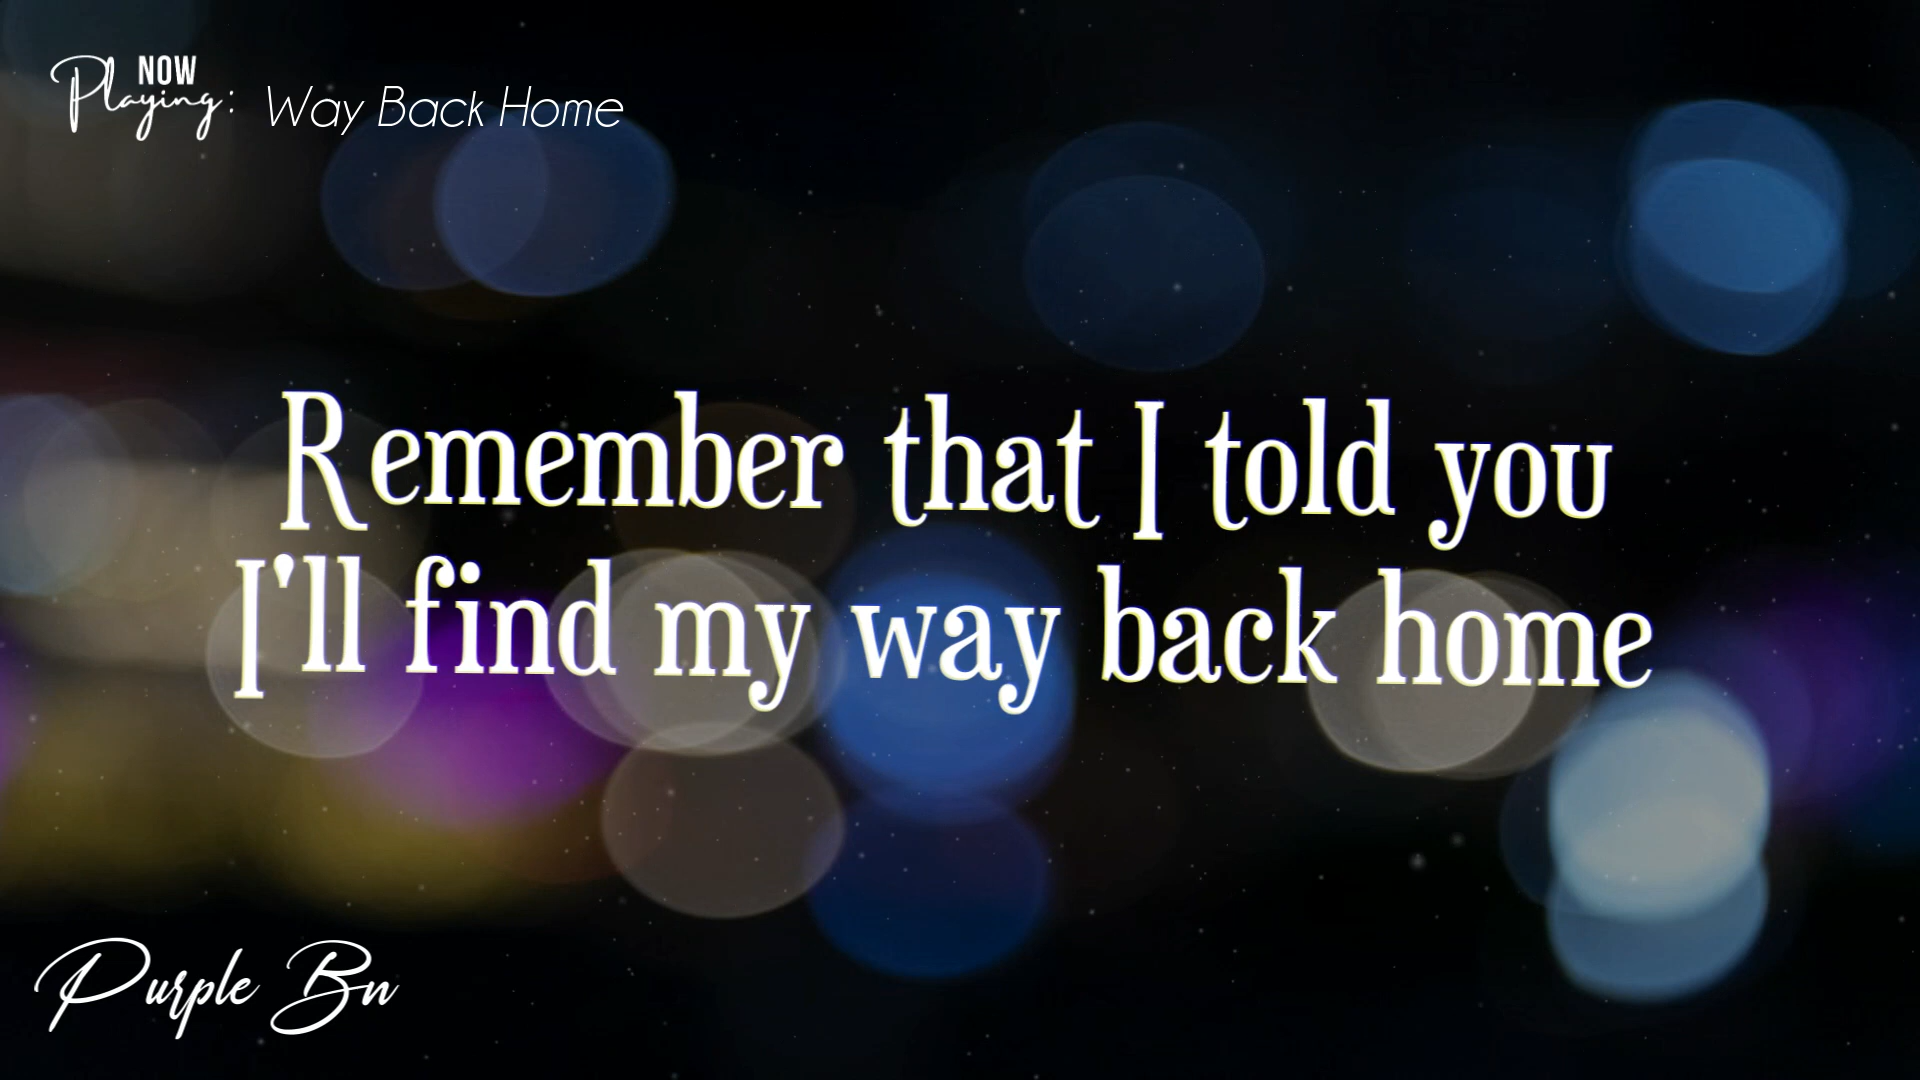 NOW
Playing: Way Back Home
Remember that I told you
I'll find my way back home
Purple Bn